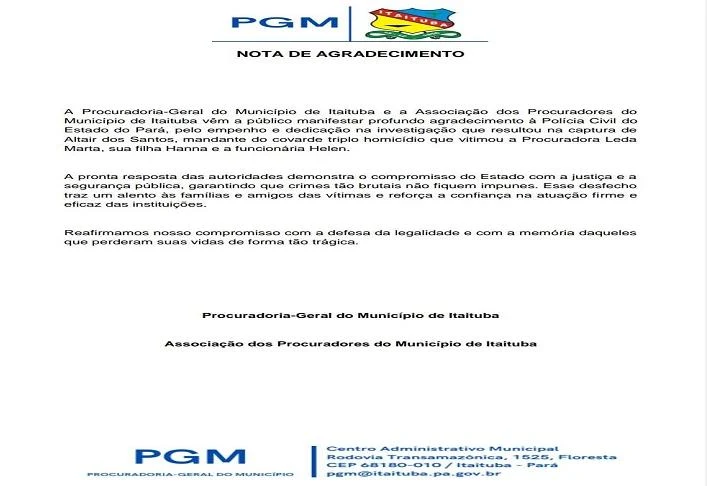 PGM
ITAITUBA
NOTA DE AGRADECIMENTO
A Procuradoria-Geral do Município de Itaituba e a Associação dos Procuradores do
Município de Itaituba vêm a público manifestar profundo agradecimento à Polícia Civil do
Estado do Pará, pelo empenho e dedicação na investigação que resultou na captura de
Altair dos Santos, mandante do covarde triplo homicídio que vitimou a Procuradora Leda
Marta, sua filha Hanna e a funcionária Helen.
A pronta resposta das autoridades demonstra o compromisso do Estado com a justiça e a
segurança pública, garantindo que crimes tão brutais não fiquem impunes. Esse desfecho
traz um alento às famílias e amigos das vítimas e reforça a confiança na atuação firme e
eficaz das instituições.
Reafirmamos nosso compromisso com a defesa da legalidade e com a memória daqueles
que perderam suas vidas de forma tão trágica.
Procuradoria-Geral do Município de Itaituba
Associação dos Procuradores do Município de Itaituba
PGM
PROCURADORIA-GERAL DO MUNICÍPIO
Centro Administrativo Municipal
Rodovia Transamazônica, 1525, Floresta
CEP 68180-010 / Itaituba - Pará
pgm@itaituba.pa.gov.br